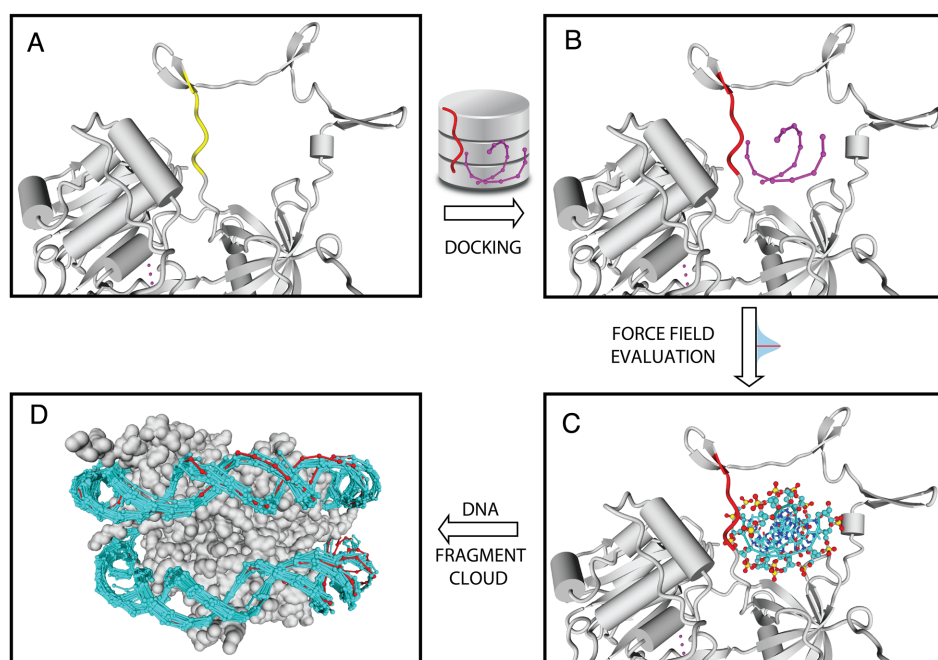 A
B
DOCKING
FORCE FIELD
EVALUATION
D
C
DNA
FRAGMENT
CLOUD